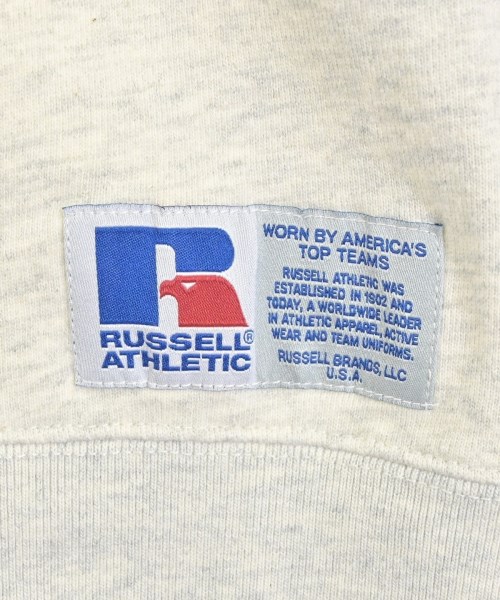 RUSSELL®
ATHLETIC
WORN BY AMERICA'S
TOP TEAMS
RUSSELL ATHLETIC WAS
ESTABLISHED IN 1902 AND
TODAY, A WORLDWIDE LEADER
IN ATHLETIC APPAREL, ACTIVE
WEAR AND TEAM UNIFORMS.
RUSSELL BRANDS, LLC
U.S.A.